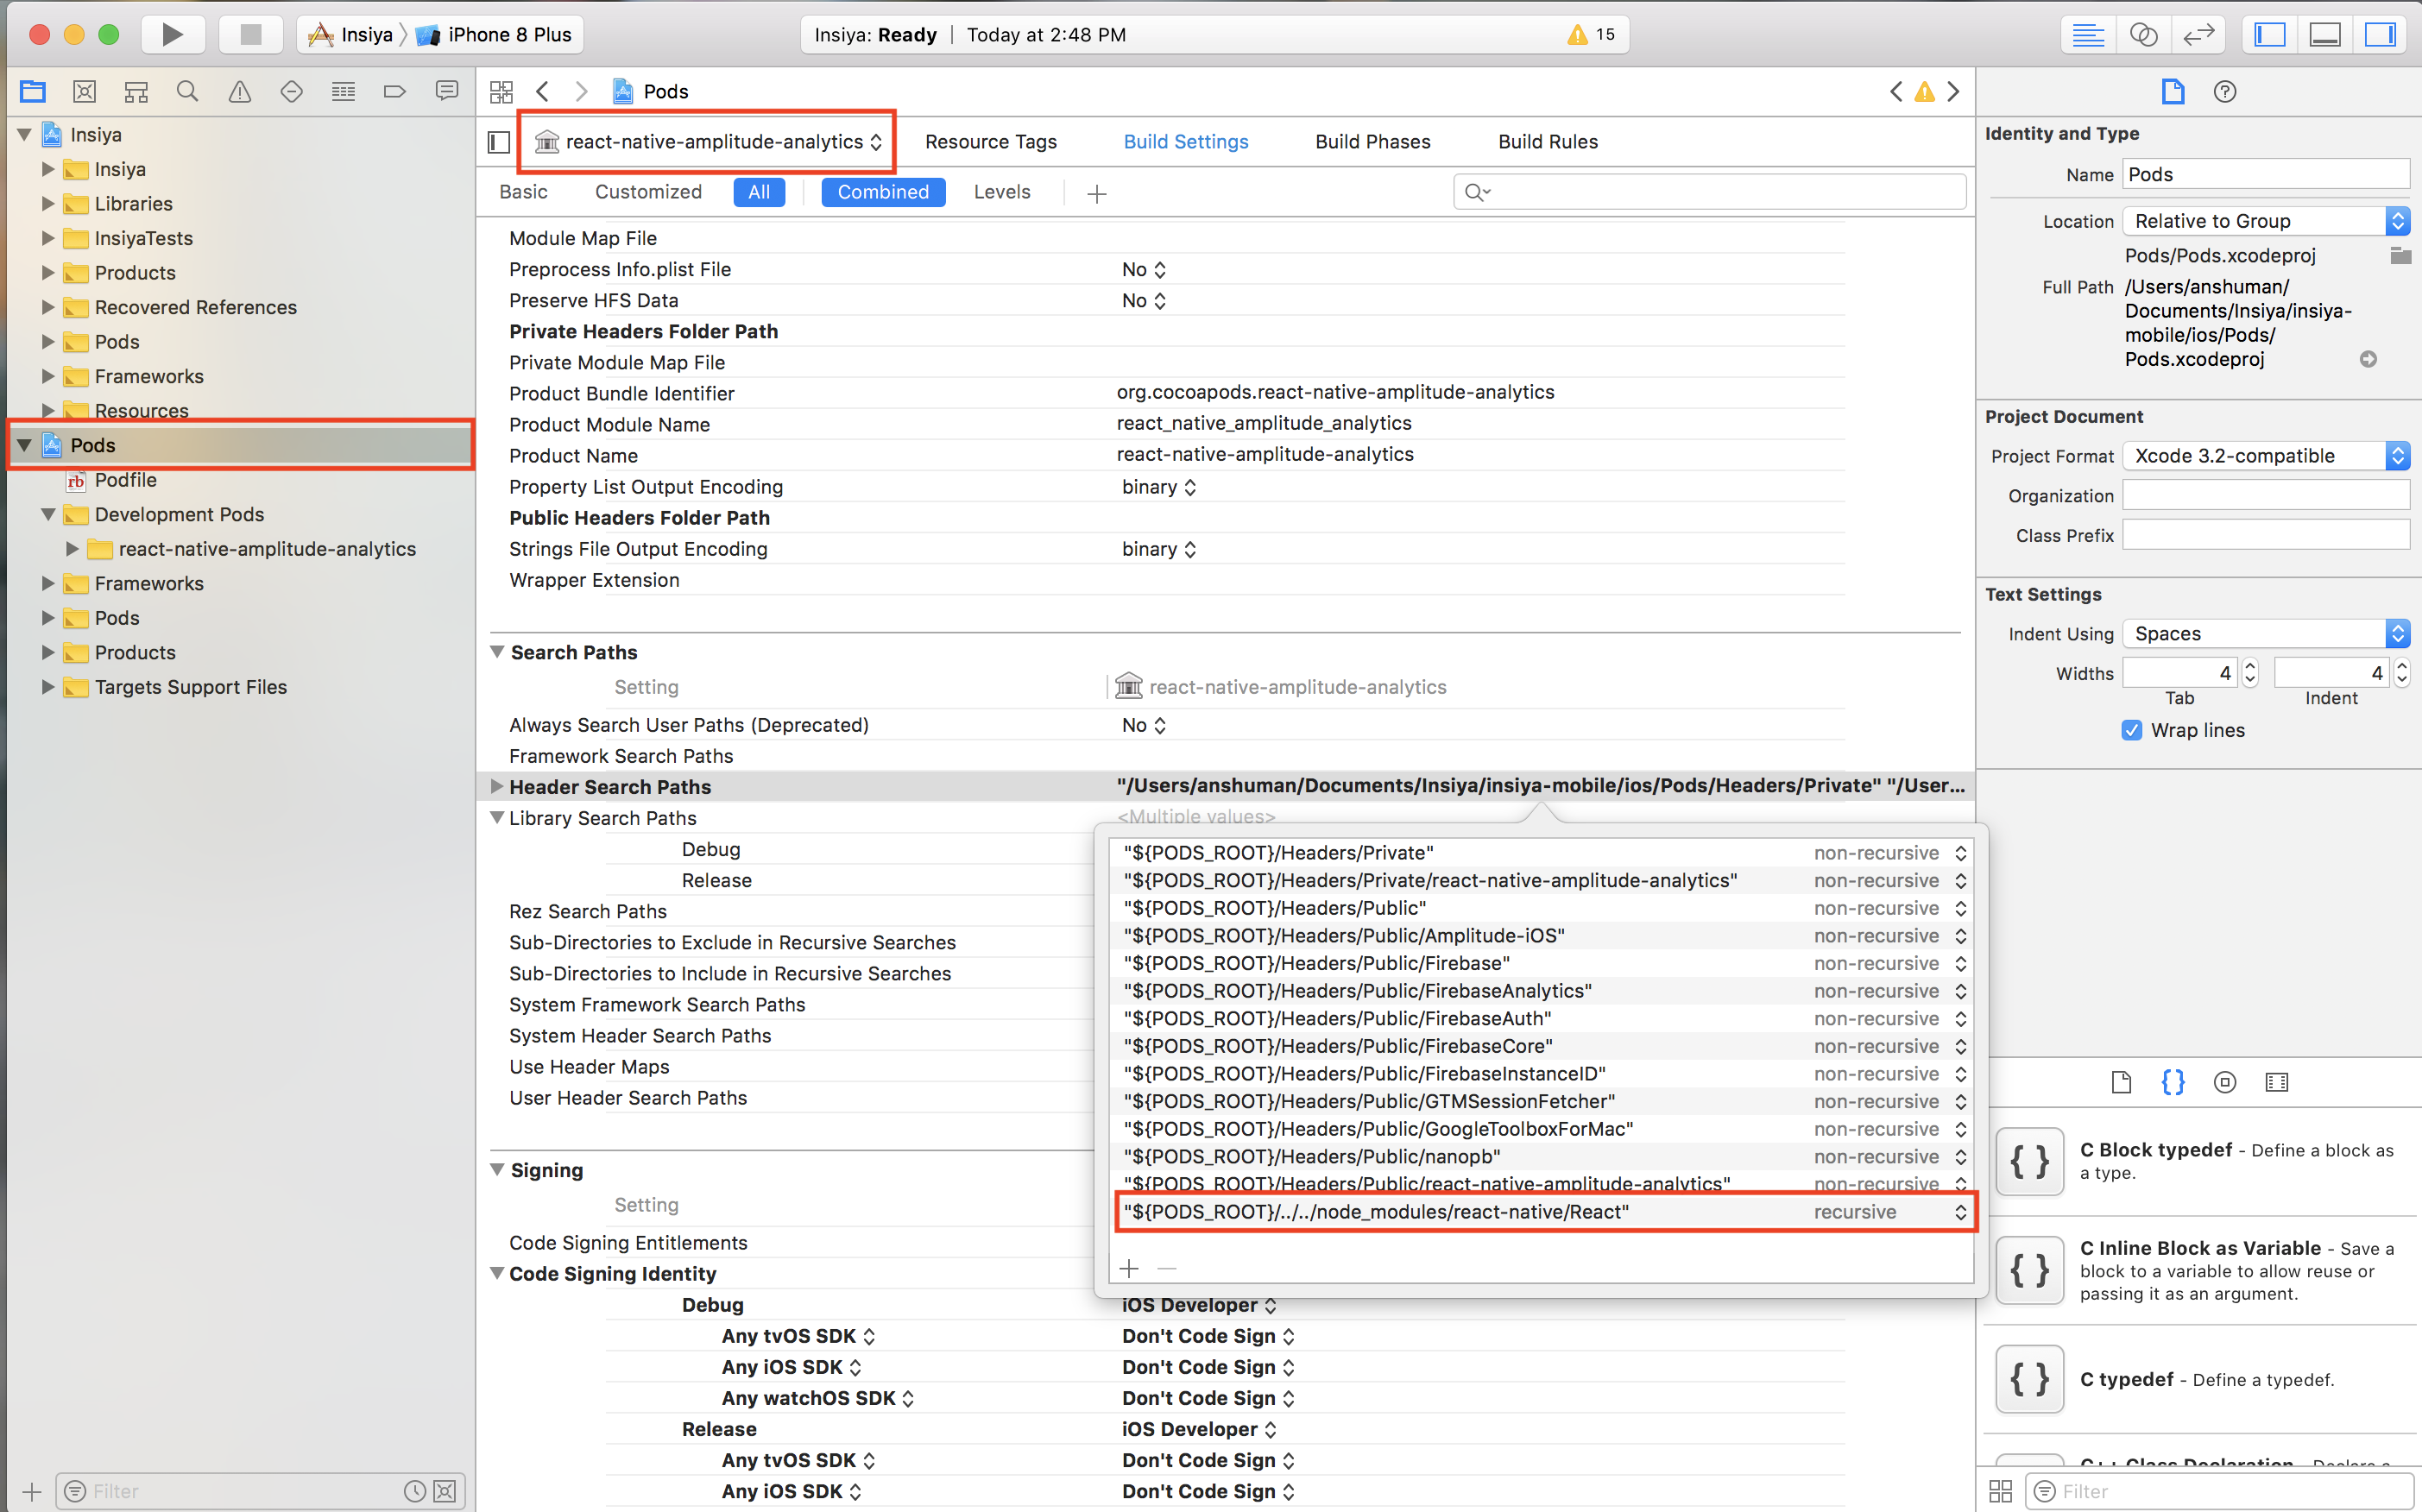 Insiya
iPhone 8 Plus
Insiya: Ready | Today at 2:48 PM
15
Insiya
Insiya
Libraries
InsiyaTests
Products
Recovered References
Pods
Frameworks
Resources
Pods
Podfile
Development Pods
react-native-amplitude-analytics
Frameworks
Pods
Products
Targets Support Files
Filter
Pods
react-native-amplitude-analytics
Resource Tags
Build Settings
Build Phases
Build Rules
Basic
Customized
All
Combined
Levels
Module Map File
Preprocess Info.plist File No
Preserve HFS Data No
Private Headers Folder Path
Private Module Map File
Product Bundle Identifier org.cocoapods.react-native-amplitude-analytics
Product Module Name react_native_amplitude_analytics
Product Name react-native-amplitude-analytics
Property List Output Encoding binary
Public Headers Folder Path
Strings File Output Encoding binary
Wrapper Extension
Search Paths
Setting react-native-amplitude-analytics
Always Search User Paths (Deprecated) No
Framework Search Paths
Header Search Paths "/Users/anshuman/Documents/Insiya/insiya-mobile/ios/Pods/Headers/Private" "/User...
Library Search Paths <Multiple values>
Debug
Release
Rez Search Paths
Sub-Directories to Exclude in Recursive Searches
Sub-Directories to Include in Recursive Searches
System Framework Search Paths
System Header Search Paths
Use Header Maps
User Header Search Paths
"${PODS_ROOT}/Headers/Private" non-recursive
"${PODS_ROOT}/Headers/Private/react-native-amplitude-analytics" non-recursive
"${PODS_ROOT}/Headers/Public" non-recursive
"${PODS_ROOT}/Headers/Public/Amplitude-iOS" non-recursive
"${PODS_ROOT}/Headers/Public/Firebase" non-recursive
"${PODS_ROOT}/Headers/Public/FirebaseAnalytics" non-recursive
"${PODS_ROOT}/Headers/Public/FirebaseAuth" non-recursive
"${PODS_ROOT}/Headers/Public/FirebaseCore" non-recursive
"${PODS_ROOT}/Headers/Public/FirebaseInstanceID" non-recursive
"${PODS_ROOT}/Headers/Public/GTMSessionFetcher" non-recursive
"${PODS_ROOT}/Headers/Public/GoogleToolboxForMac" non-recursive
"${PODS_ROOT}/Headers/Public/nanopb" non-recursive
"${PODS_ROOT}/Headers/Public/react-native-amplitude-analytics" non-recursive
"${PODS_ROOT}/../../node_modules/react-native/React" recursive
Signing
Setting
Code Signing Entitlements
Code Signing Identity
Debug iOS Developer
Any tvOS SDK Don't Code Sign
Any iOS SDK Don't Code Sign
Any watchOS SDK Don't Code Sign
Release iOS Developer
Any tvOS SDK Don't Code Sign
Any iOS SDK Don't Code Sign
Identity and Type
Name Pods
Location Relative to Group
Pods/Pods.xcodeproj
Full Path /Users/anshuman/
Documents/Insiya/insiya-
mobile/ios/Pods/
Pods.xcodeproj
Project Document
Project Format Xcode 3.2-compatible
Organization
Class Prefix
Text Settings
Indent Using Spaces
Widths 4 4
Tab Indent
Wrap lines
C Block typedef - Define a block as
a type.
C Inline Block as Variable - Save a
block to a variable to allow reuse or
passing it as an argument.
C typedef - Define a typedef.
C++ Class Declaration - Declare a
Filter